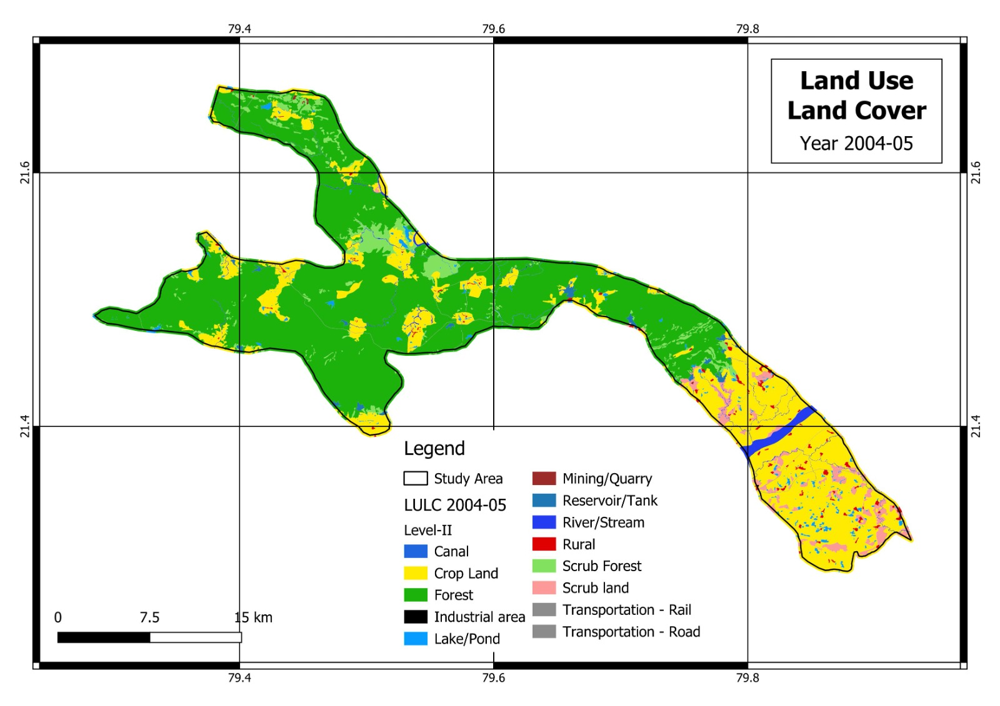 79.4
79.6
79.8
Land Use
Land Cover
Year 2004-05
21.6
21.6
21.4
21.4
Legend
Study Area
LULC 2004-05
Level-II
Canal
Crop Land
Forest
Industrial area
Lake/Pond
Mining/Quarry
Reservoir/Tank
River/Stream
Rural
Scrub Forest
Scrub land
Transportation - Rail
Transportation - Road
0
7.5
15 km
79.4
79.6
79.8